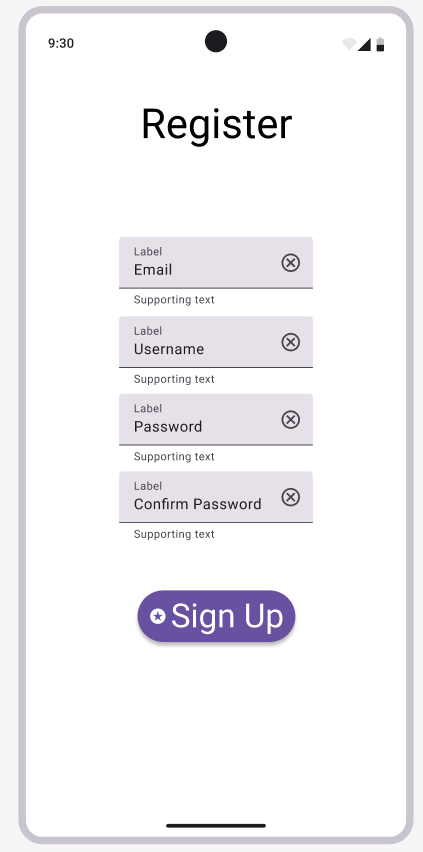 9:30
Register
Label
Email
Supporting text
Label
Username
Supporting text
Label
Password
Supporting text
Label
Confirm Password
Supporting text
Sign Up